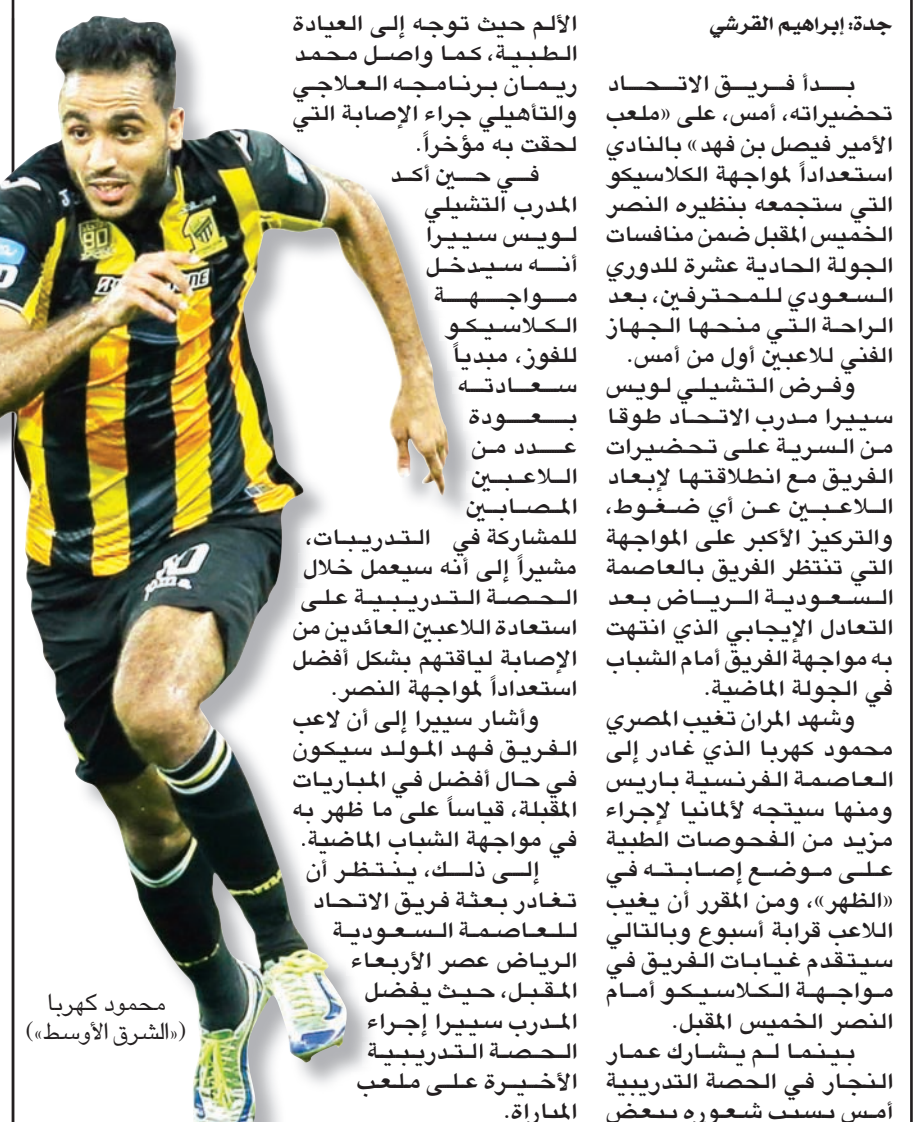 جدة: إبراهيم القرشي
بدأ فريق الاتحاد
تحضيراته، أمس، على «ملعب
الأمير فيصل بن فهد» بالنادي
استعداداً لمواجهة الكلاسيكو
التي ستجمعه بنظيره النصر
الخميس المقبل ضمن منافسات
الجولة الحادية عشرة للدوري
السعودي للمحترفين، بعد
الراحة التي منحها الجهاز
الفني للاعبين أول من أمس.
وفرض التشيلي لويس
سييرا مدرب الاتحاد طوقا
من السرية على تحضيرات
الفريق مع انطلاقتها لإبعاد
اللاعبين عن أي ضغوط،
والتركيز الأكبر على المواجهة
التي تنتظر الفريق بالعاصمة
السعودية الرياض بعد
التعادل الإيجابي الذي انتهت
به مواجهة الفريق أمام الشباب
في الجولة الماضية.
وشهد المران تغيب المصري
محمود كهربا الذي غادر إلى
العاصمة الفرنسية باريس
ومنها سيتجه لألمانيا لإجراء
مزيد من الفحوصات الطبية
على موضع إصابته في
«الظهر»، ومن المقرر أن يغيب
اللاعب قرابة أسبوع وبالتالي
سيتقدم غيابات الفريق في
مواجهة الكلاسيكو أمام
النصر الخميس المقبل.
بينما لم يشارك عمار
النجار في الحصة التدريبية
أمس بسبب شعوره ببعض
الألم حيث توجه إلى العيادة
الطبية، كما واصل محمد
ريمان برنامجه العلاجي
والتأهيلي جراء الإصابة التي
لحقت به مؤخراً.
في حين أكد
المدرب التشيلي
لويس سييرا
أنه سيدخل
مواجهة
الكلاسيكو
للفوز، مبدياً
سعادته
بعودة
عدد من
اللاعبين
المصابين
للمشاركة في التدريبات،
مشيراً إلى أنه سيعمل خلال
الحصة التدريبية على
استعادة اللاعبين العائدين من
الإصابة لياقتهم بشكل أفضل
استعداداً لمواجهة النصر.
وأشار سييرا إلى أن لاعب
الفريق فهد المولد سيكون
في حال أفضل في المباريات
المقبلة، قياساً على ما ظهر به
في مواجهة الشباب الماضية.
إلى ذلك، ينتظر أن
تغادر بعثة فريق الاتحاد
للعاصمة السعودية
الرياض عصر الأربعاء
المقبل، حيث يفضل
المدرب سييرا إجراء
الحصة التدريبية
الأخيرة على ملعب
المباراة.
محمود كهربا
(«الشرق الأوسط»)
90
Joma